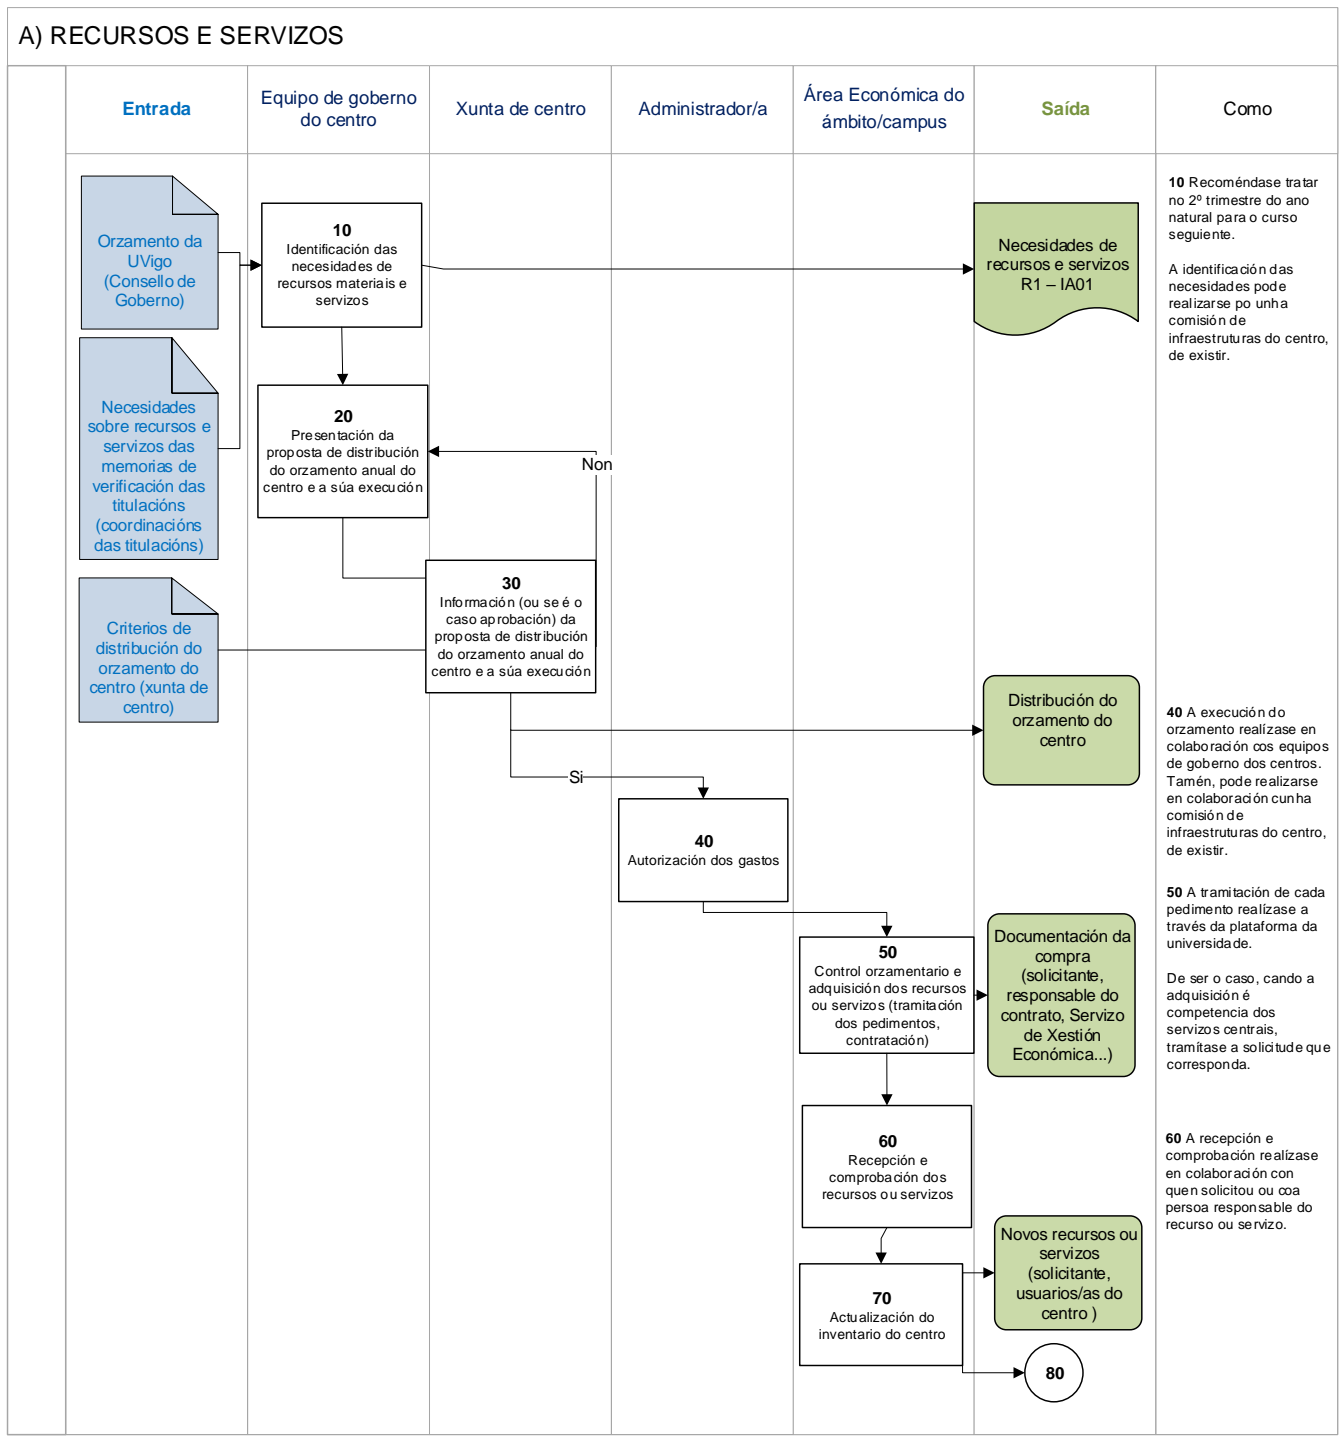 A) RECURSOS E SERVIZOS
Entrada
Equipo de goberno
do centro
Xunta de centro
Administrador/a
Área Económica do
ámbito/campus
Saída
Como
Orzamento da
UVigo
(Consello de
Goberno)
Necesidades
sobre recursos e
servizos das
memorias de
verificación das
titulacións
(coordinacións
das titulacións)
Criterios de
distribución do
orzamento do
centro (xunta de
centro)
10
Identificación das
necesidades de
recursos materiais e
servizos
20
Presentación da
proposta de distribución
do orzamento anual do
centro e a súa execución
Non
30
Información (ou se é o
caso aprobación) da
proposta de distribución
do orzamento anual do
centro e a súa execución
Si
40
Autorización dos gastos
50
Control orzamentario e
adquisición dos recursos
ou servizos (tramitación
dos pedimentos,
contratación)
60
Recepción e
comprobación dos
recursos ou servizos
70
Actualización do
inventario do centro
Necesidades de
recursos e servizos
R1 – IA01
Distribución do
orzamento do
centro
Documentación da
compra
(solicitante,
responsable do
contrato, Servizo
de Xestión
Económica...)
Novos recursos ou
servizos
(solicitante,
usuarios/as do
centro )
80
10 Recoméndase tratar
no 2º trimestre do ano
natural para o curso
seguiente.
A identificación das
necesidades pode
realizarse po unha
comisión de
infraestruturas do centro,
de existir.
40 A execución do
orzamento realízase en
colaboración cos equipos
de goberno dos centros.
Tamén, pode realizarse
en colaboración cunha
comisión de
infraestruturas do centro,
de existir.
50 A tramitación de cada
pedimento realízase a
través da plataforma da
universidade.
De ser o caso, cando a
adquisición é
competencia dos
servizos centrais,
tramítase a solicitude que
corresponda.
60 A recepción e
comprobación realízase
en colaboración con
quen solicitou ou coa
persoa responsable do
recurso ou servizo.